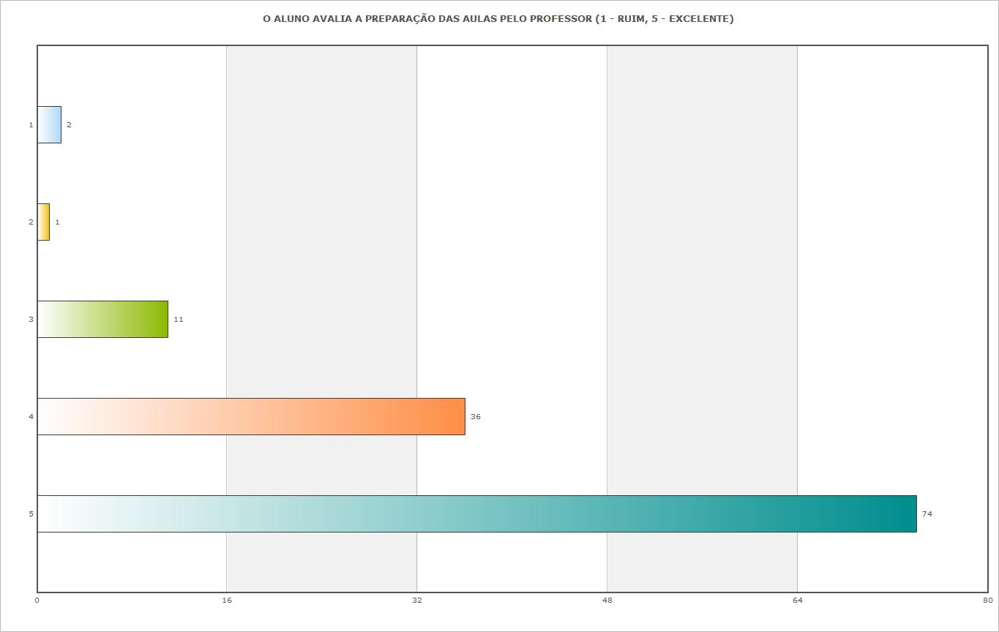 O ALUNO AVALIA A PREPARAÇÃO DAS AULAS PELO PROFESSOR (1 - RUIM, 5 - EXCELENTE)
1 2
2 1
3 11
4 36
5 74
0 16 32 48 64 80